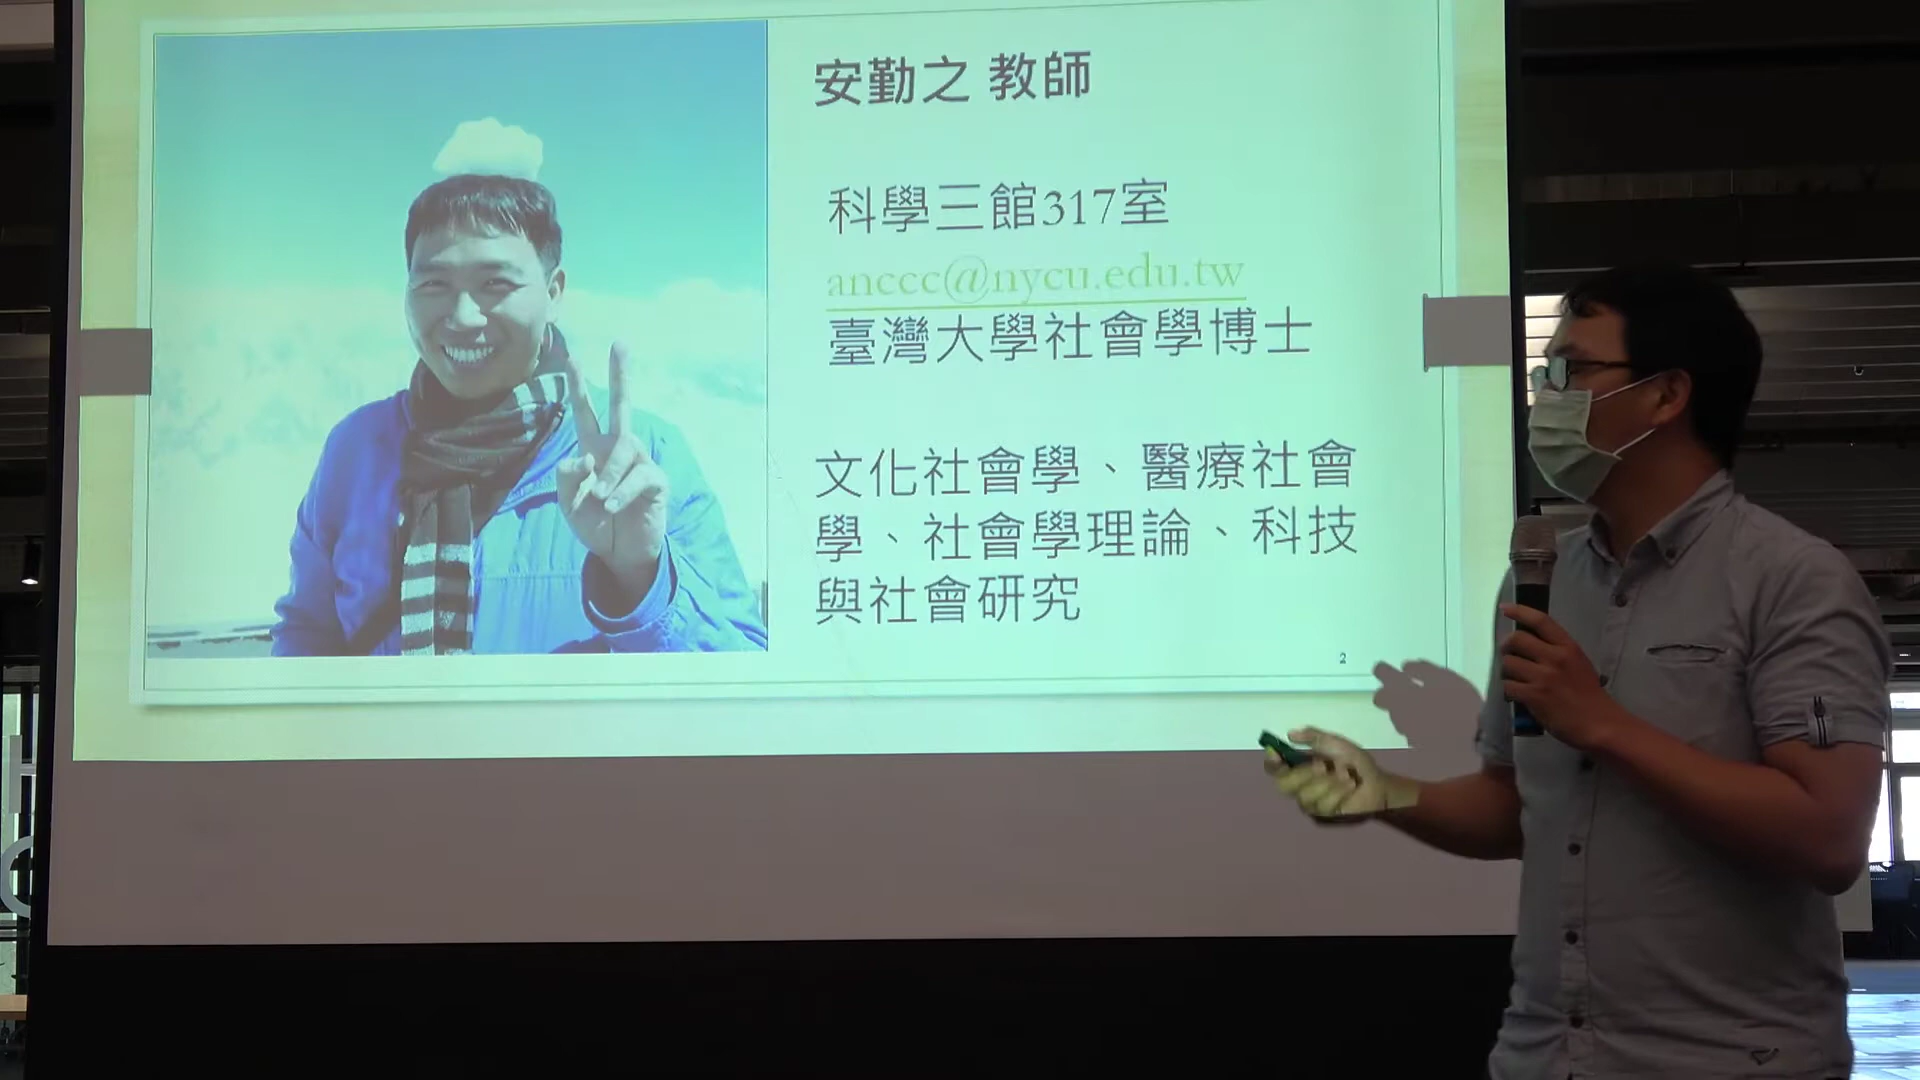 安勤之 教師
科學三館317室
anccc@nycu.edu.tw
臺灣大學社會學博士
文化社會學、醫療社會
學、社會學理論、科技
與社會研究
2